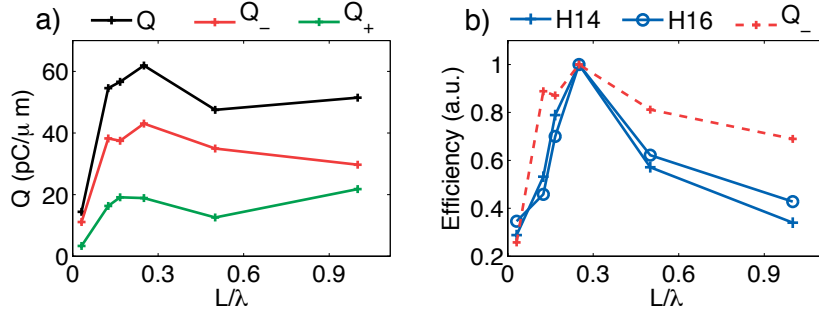 a) Q Q_ Q+
Q (pC/μ m)
60
40
20
0
0 0.3 0.6 0.9
L/λ
b) H14 H16 Q_
Efficiency (a.u.)
1
0.8
0.6
0.4
0.2
0 0.3 0.6 0.9
L/λ